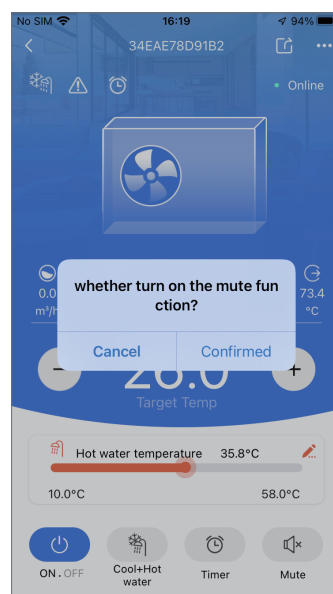 No SIM 16:19 94%
34EAE78D91B2
Online
whether turn on the mute fun
ction?
0.0
73.4
m³/h
°C
Cancel Confirmed
Target Temp
Hot water temperature 35.8°C
10.0°C 58.0°C
ON . OFF
Cool+Hot
water
Timer
Mute